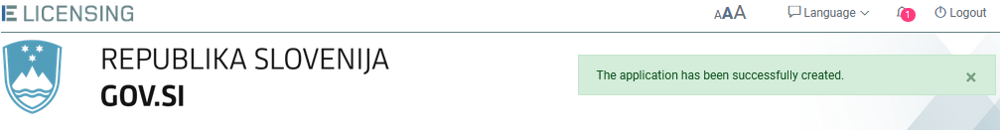 E LICENSING
AAA
Language
1
Logout
REPUBLIKA SLOVENIJA
GOV.SI
The application has been successfully created.
×